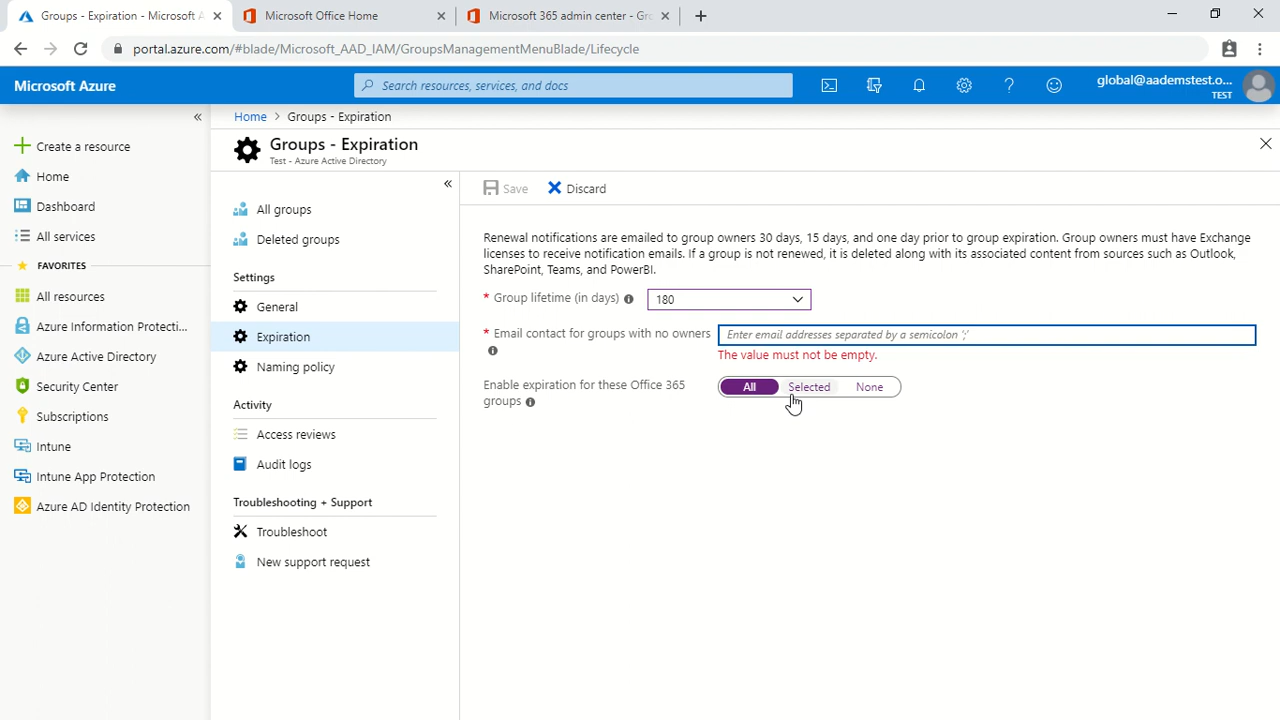 Groups - Expiration - Microsoft A
Microsoft Office Home
Microsoft 365 admin center - Gro
portal.azure.com/#blade/Microsoft_AAD_IAM/GroupsManagementMenuBlade/Lifecycle
Microsoft Azure
Search resources, services, and docs
global@aademstest.o...
TEST
Create a resource
Home
Dashboard
All services
FAVORITES
All resources
Azure Information Protecti...
Azure Active Directory
Security Center
Subscriptions
Intune
Intune App Protection
Azure AD Identity Protection
Home > Groups - Expiration
Groups - Expiration
Test - Azure Active Directory
All groups
Deleted groups
Settings
General
Expiration
Naming policy
Activity
Access reviews
Audit logs
Troubleshooting + Support
Troubleshoot
New support request
Save
Discard
Renewal notifications are emailed to group owners 30 days, 15 days, and one day prior to group expiration. Group owners must have Exchange
licenses to receive notification emails. If a group is not renewed, it is deleted along with its associated content from sources such as Outlook,
SharePoint, Teams, and PowerBI.
* Group lifetime (in days)
180
* Email contact for groups with no owners
Enter email addresses separated by a semicolon ';'
The value must not be empty.
Enable expiration for these Office 365
groups
All
Selected
None